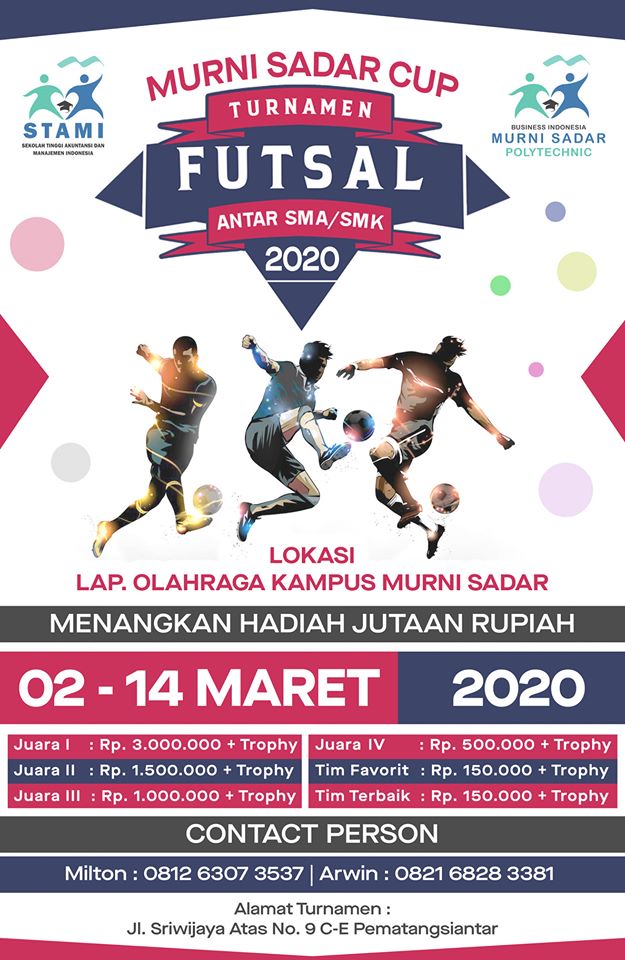 STAMI
SEKOLAH TINGGI AKUNTANSI DAN
MANAJEMEN INDONESIA
MURNI SADAR CUP
TURNAMEN
FUTSAL
ANTAR SMA/SMK
2020
BUSINESS INDONESIA
MURNI SADAR
POLYTECHNIC
LOKASI
LAP. OLAHRAGA KAMPUS MURNI SADAR
MENANGKAN HADIAH JUTAAN RUPIAH
02 - 14 MARET 2020
Juara I : Rp. 3.000.000 + Trophy
Juara II : Rp. 1.500.000 + Trophy
Juara III : Rp. 1.000.000 + Trophy
Juara IV : Rp. 500.000 + Trophy
Tim Favorit : Rp. 150.000 + Trophy
Tim Terbaik : Rp. 150.000 + Trophy
CONTACT PERSON
Milton : 0812 6307 3537 | Arwin : 0821 6828 3381
Alamat Turnamen :
Jl. Sriwijaya Atas No. 9 C-E Pematangsiantar